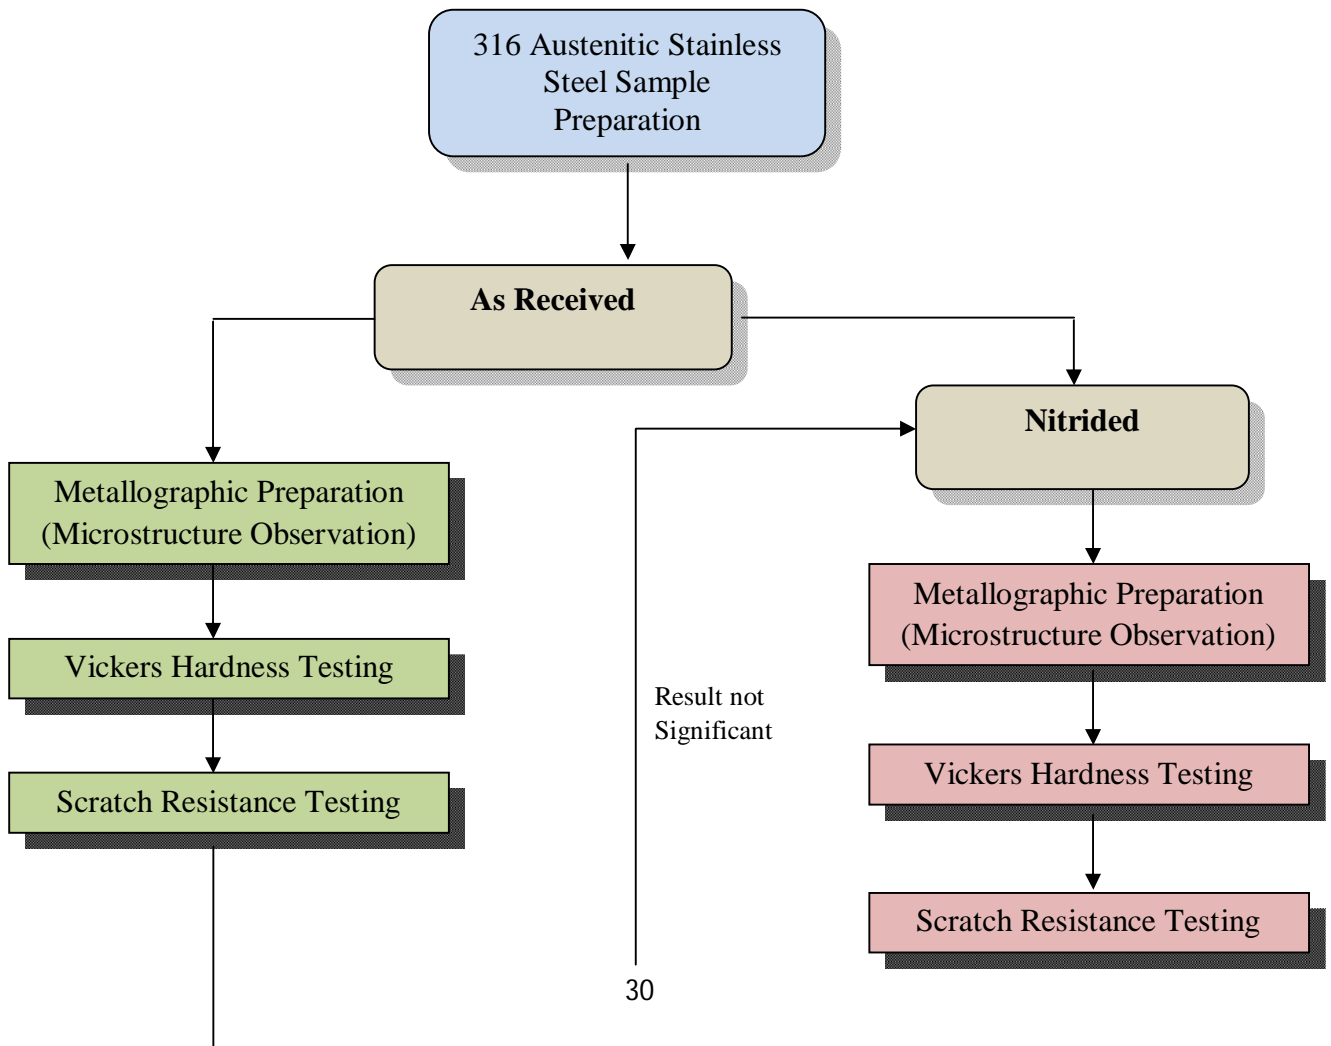 316 Austenitic Stainless
Steel Sample
Preparation
As Received
Nitrided
Metallographic Preparation
(Microstructure Observation)
Vickers Hardness Testing
Scratch Resistance Testing
Result not
Significant
Metallographic Preparation
(Microstructure Observation)
Vickers Hardness Testing
Scratch Resistance Testing
30